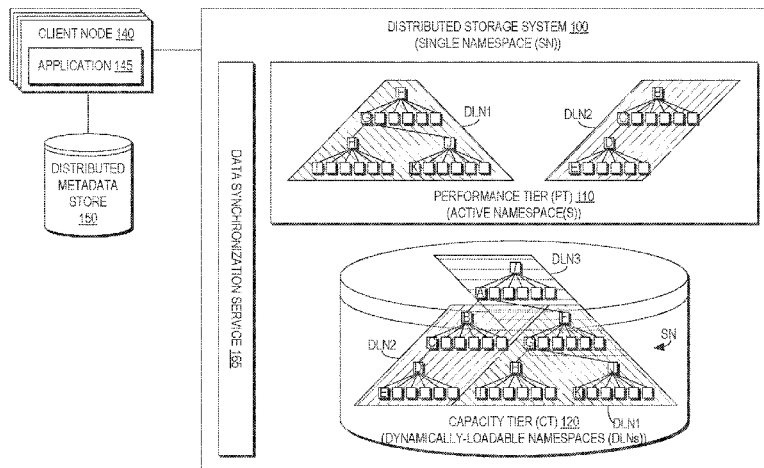 CLIENT NODE 140
APPLICATION 145
DISTRIBUTED
METADATA
STORE
150
DISTRIBUTED STORAGE SYSTEM 100
(SINGLE NAMESPACE (SN))
DATA SYNCHRONIZATION SERVICE 165
DLN1
DLN2
PERFORMANCE TIER (PT) 110
(ACTIVE NAMESPACE(S))
DLN3
DLN2
SN
DLN1
CAPACITY TIER (CT) 120
(DYNAMICALLY-LOADABLE NAMESPACES (DLNs))